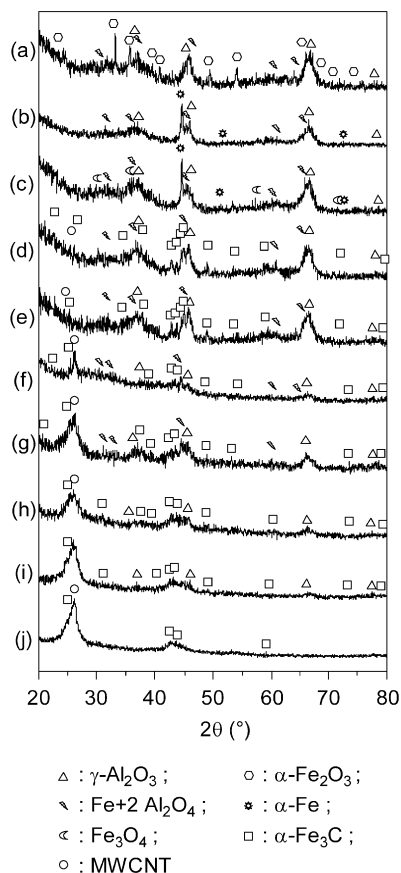 (a)
(b)
(c)
(d)
(e)
(f)
(g)
(h)
(i)
(j)
20 30 40 50 60 70 80
2θ (°)
: γ-Al2O3 ; : α-Fe2O3 ;
: Fe+2 Al2O4 ; : α-Fe ;
: Fe3O4 ; : α-Fe3C ;
: MWCNT